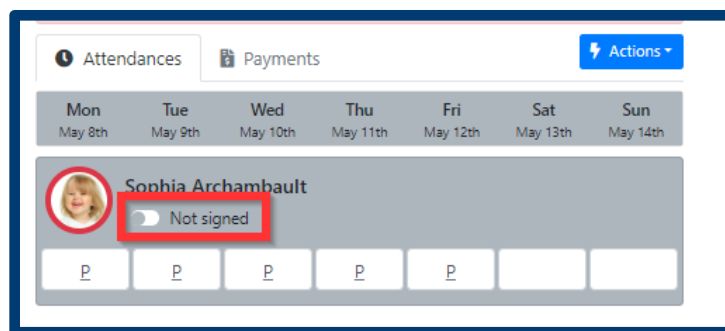 Attendances Payments Actions
Mon Tue Wed Thu Fri Sat Sun
May 8th May 9th May 10th May 11th May 12th May 13th May 14th
Sophia Archambault
Not signed
P P P P P